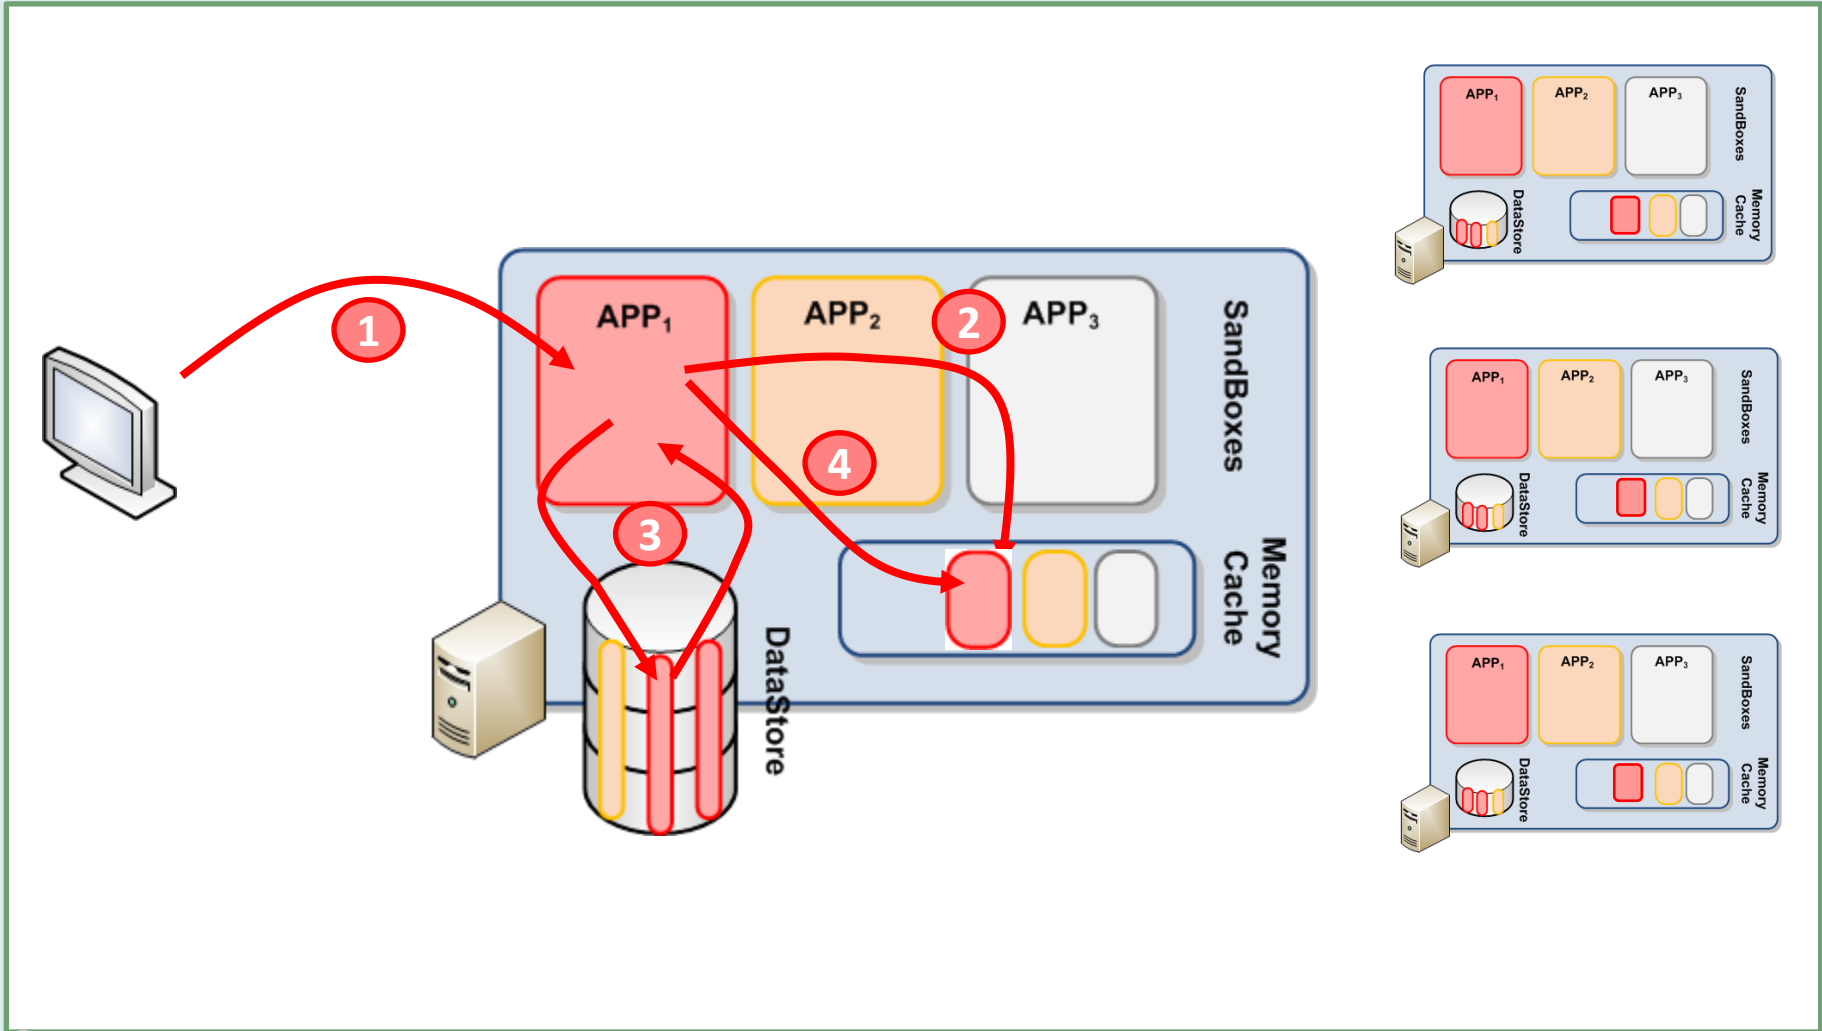 1
APP₁
APP₂
2
APP₃
SandBoxes
4
3
Memory
Cache
DataStore
APP₁
APP₂
APP₃
SandBoxes
DataStore
Memory
Cache
APP₁
APP₂
APP₃
SandBoxes
DataStore
Memory
Cache
APP₁
APP₂
APP₃
SandBoxes
DataStore
Memory
Cache